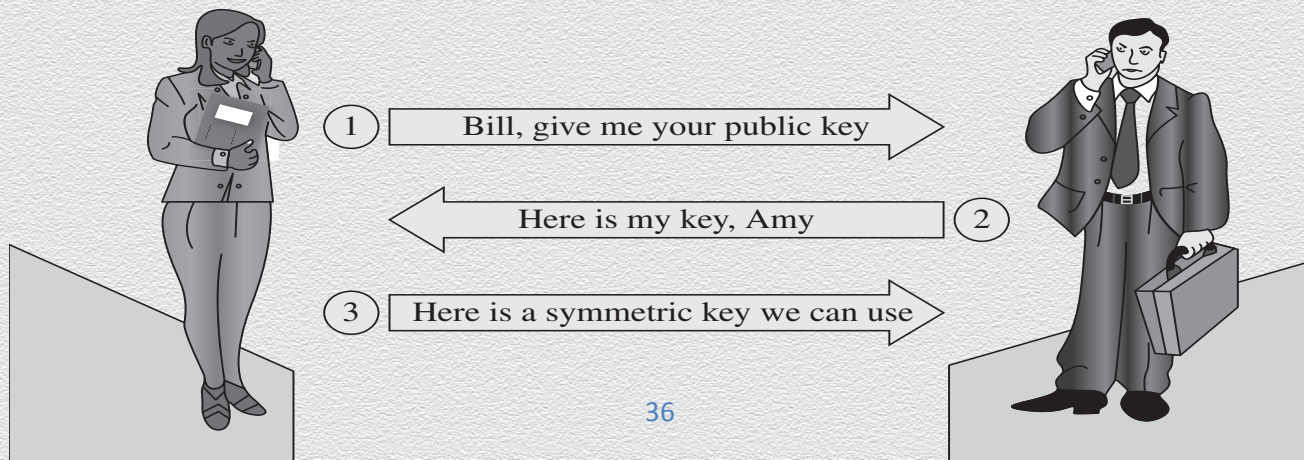 1 Bill, give me your public key
Here is my key, Amy 2
3 Here is a symmetric key we can use
36